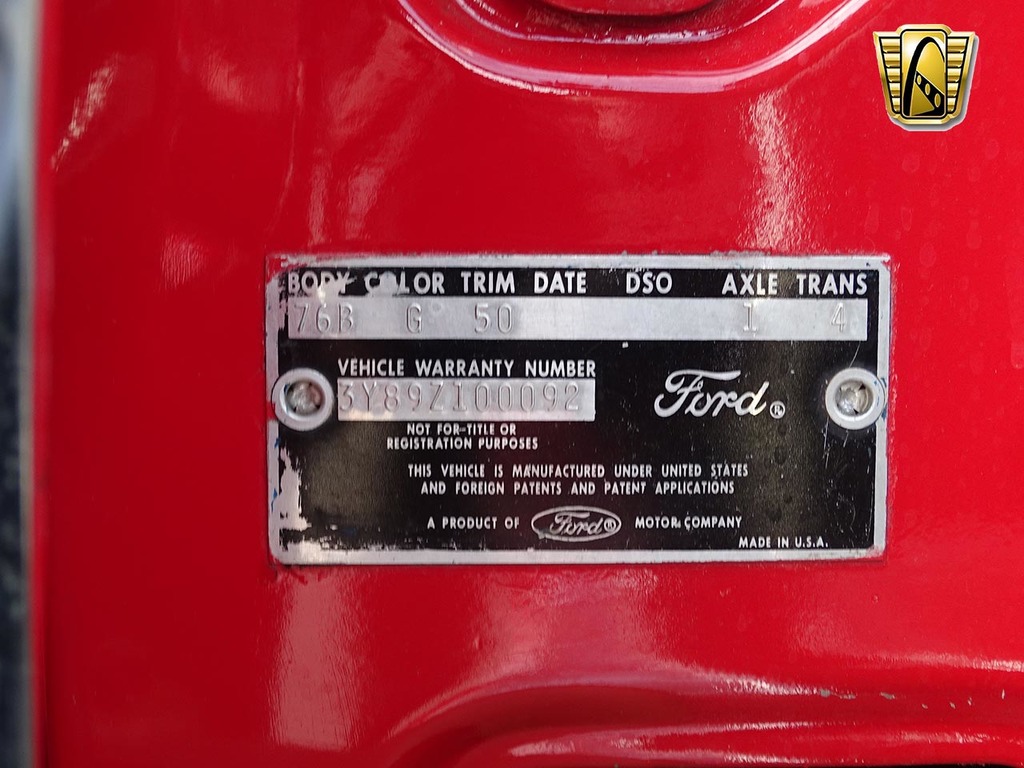 BODY COLOR TRIM DATE DSO AXLE TRANS
76B G 50 1 4
VEHICLE WARRANTY NUMBER
3Y89Z100092
Ford ®
NOT FOR TITLE OR
REGISTRATION PURPOSES
THIS VEHICLE IS MANUFACTURED UNDER UNITED STATES
AND FOREIGN PATENTS AND PATENT APPLICATIONS
A PRODUCT OF Ford ® MOTOR COMPANY
MADE IN U.S.A.